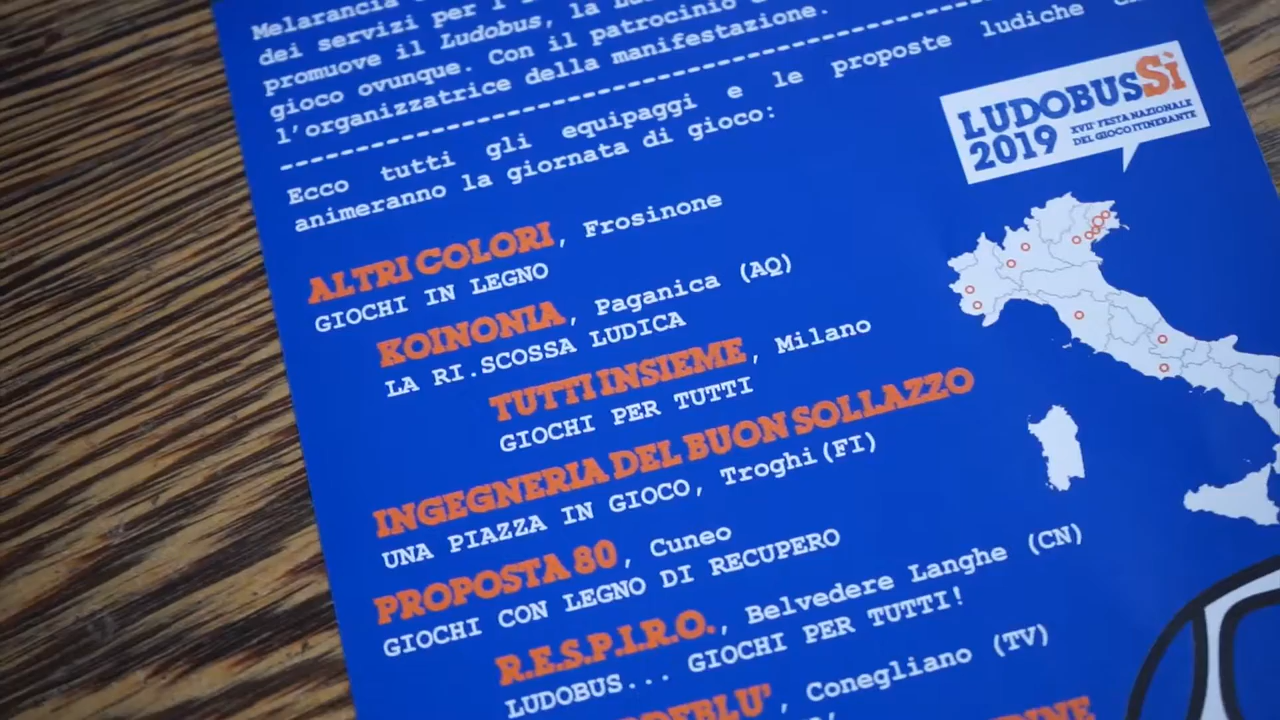 Melarancia
dei servizi per l'
promuove il Ludobus, la
gioco ovunque. Con il patrocinio
l'organizzatrice della manifestazione.
Ecco tutti gli equipaggi e le proposte ludiche
animeranno la giornata di gioco:
LUDOBUSSÌ
2019
XVIIª FESTA NAZIONALE
DEL GIOCO ITINERANTE
ALTRI COLORI, Frosinone
GIOCHI IN LEGNO
KOINONIA, Paganica (AQ)
LA RI.SCOSSA LUDICA
TUTTI INSIEME, Milano
GIOCHI PER TUTTI
INGEGNERIA DEL BUON SOLLAZZO
UNA PIAZZA IN GIOCO, Troghi(FI)
PROPOSTA 80, Cuneo
GIOCHI CON LEGNO DI RECUPERO
R.E.S.P.I.R.O., Belvedere Langhe (CN)
LUDOBUS... GIOCHI PER TUTTI!
, Conegliano (TV)